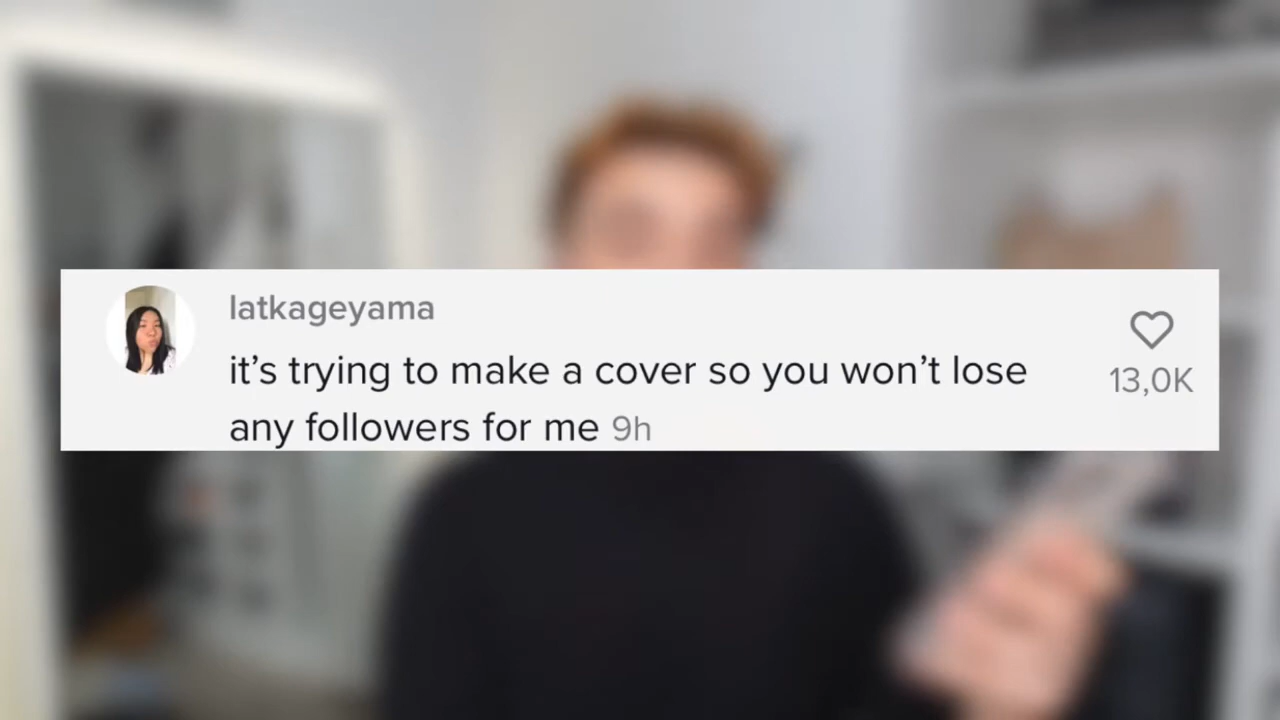 latkageyama
it’s trying to make a cover so you won’t lose
any followers for me 9h
13,0K